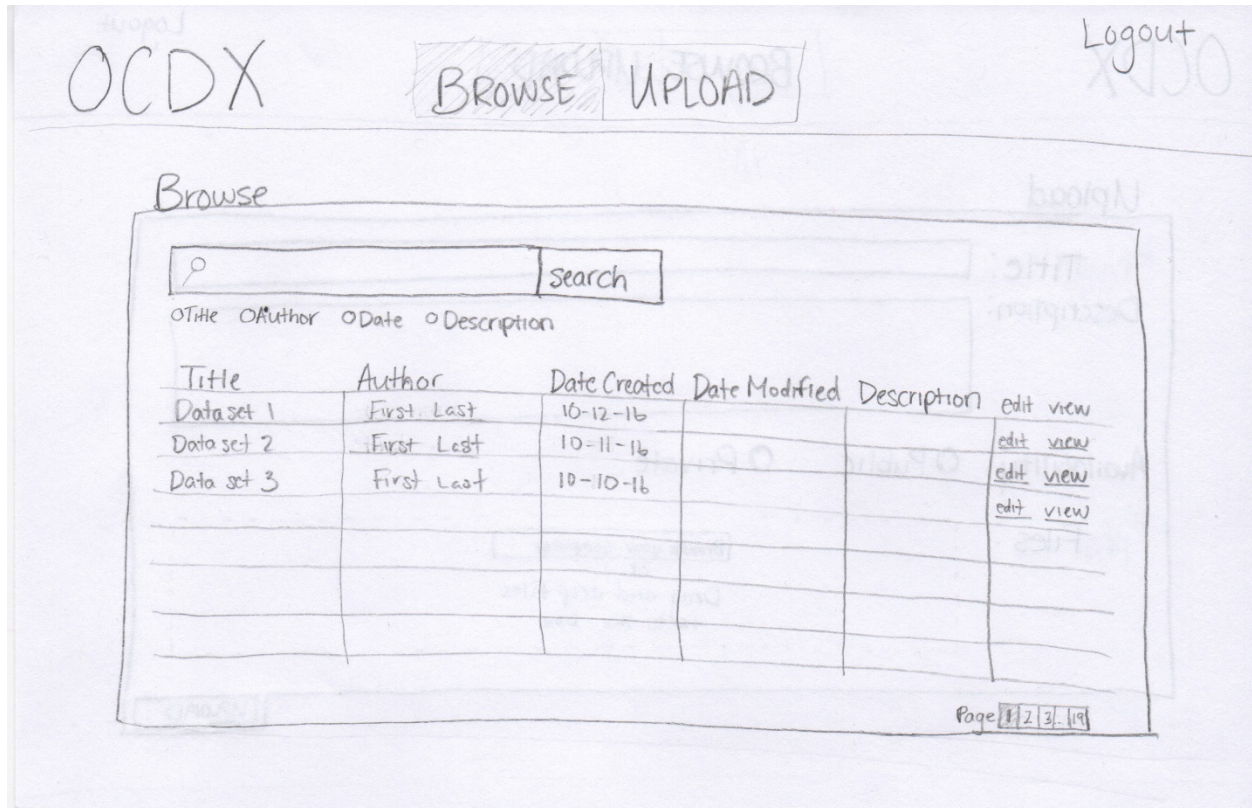 Logout
OCDX BROWSE UPLOAD
Browse
search
Title Author Date Description
Title Author Date Created Date Modified Description edit view
Data set 1 First Last 10-12-16 edit view
Data set 2 First Last 10-11-16 edit view
Data set 3 First Last 10-10-16 edit view
Page 1 2 3 .. 19